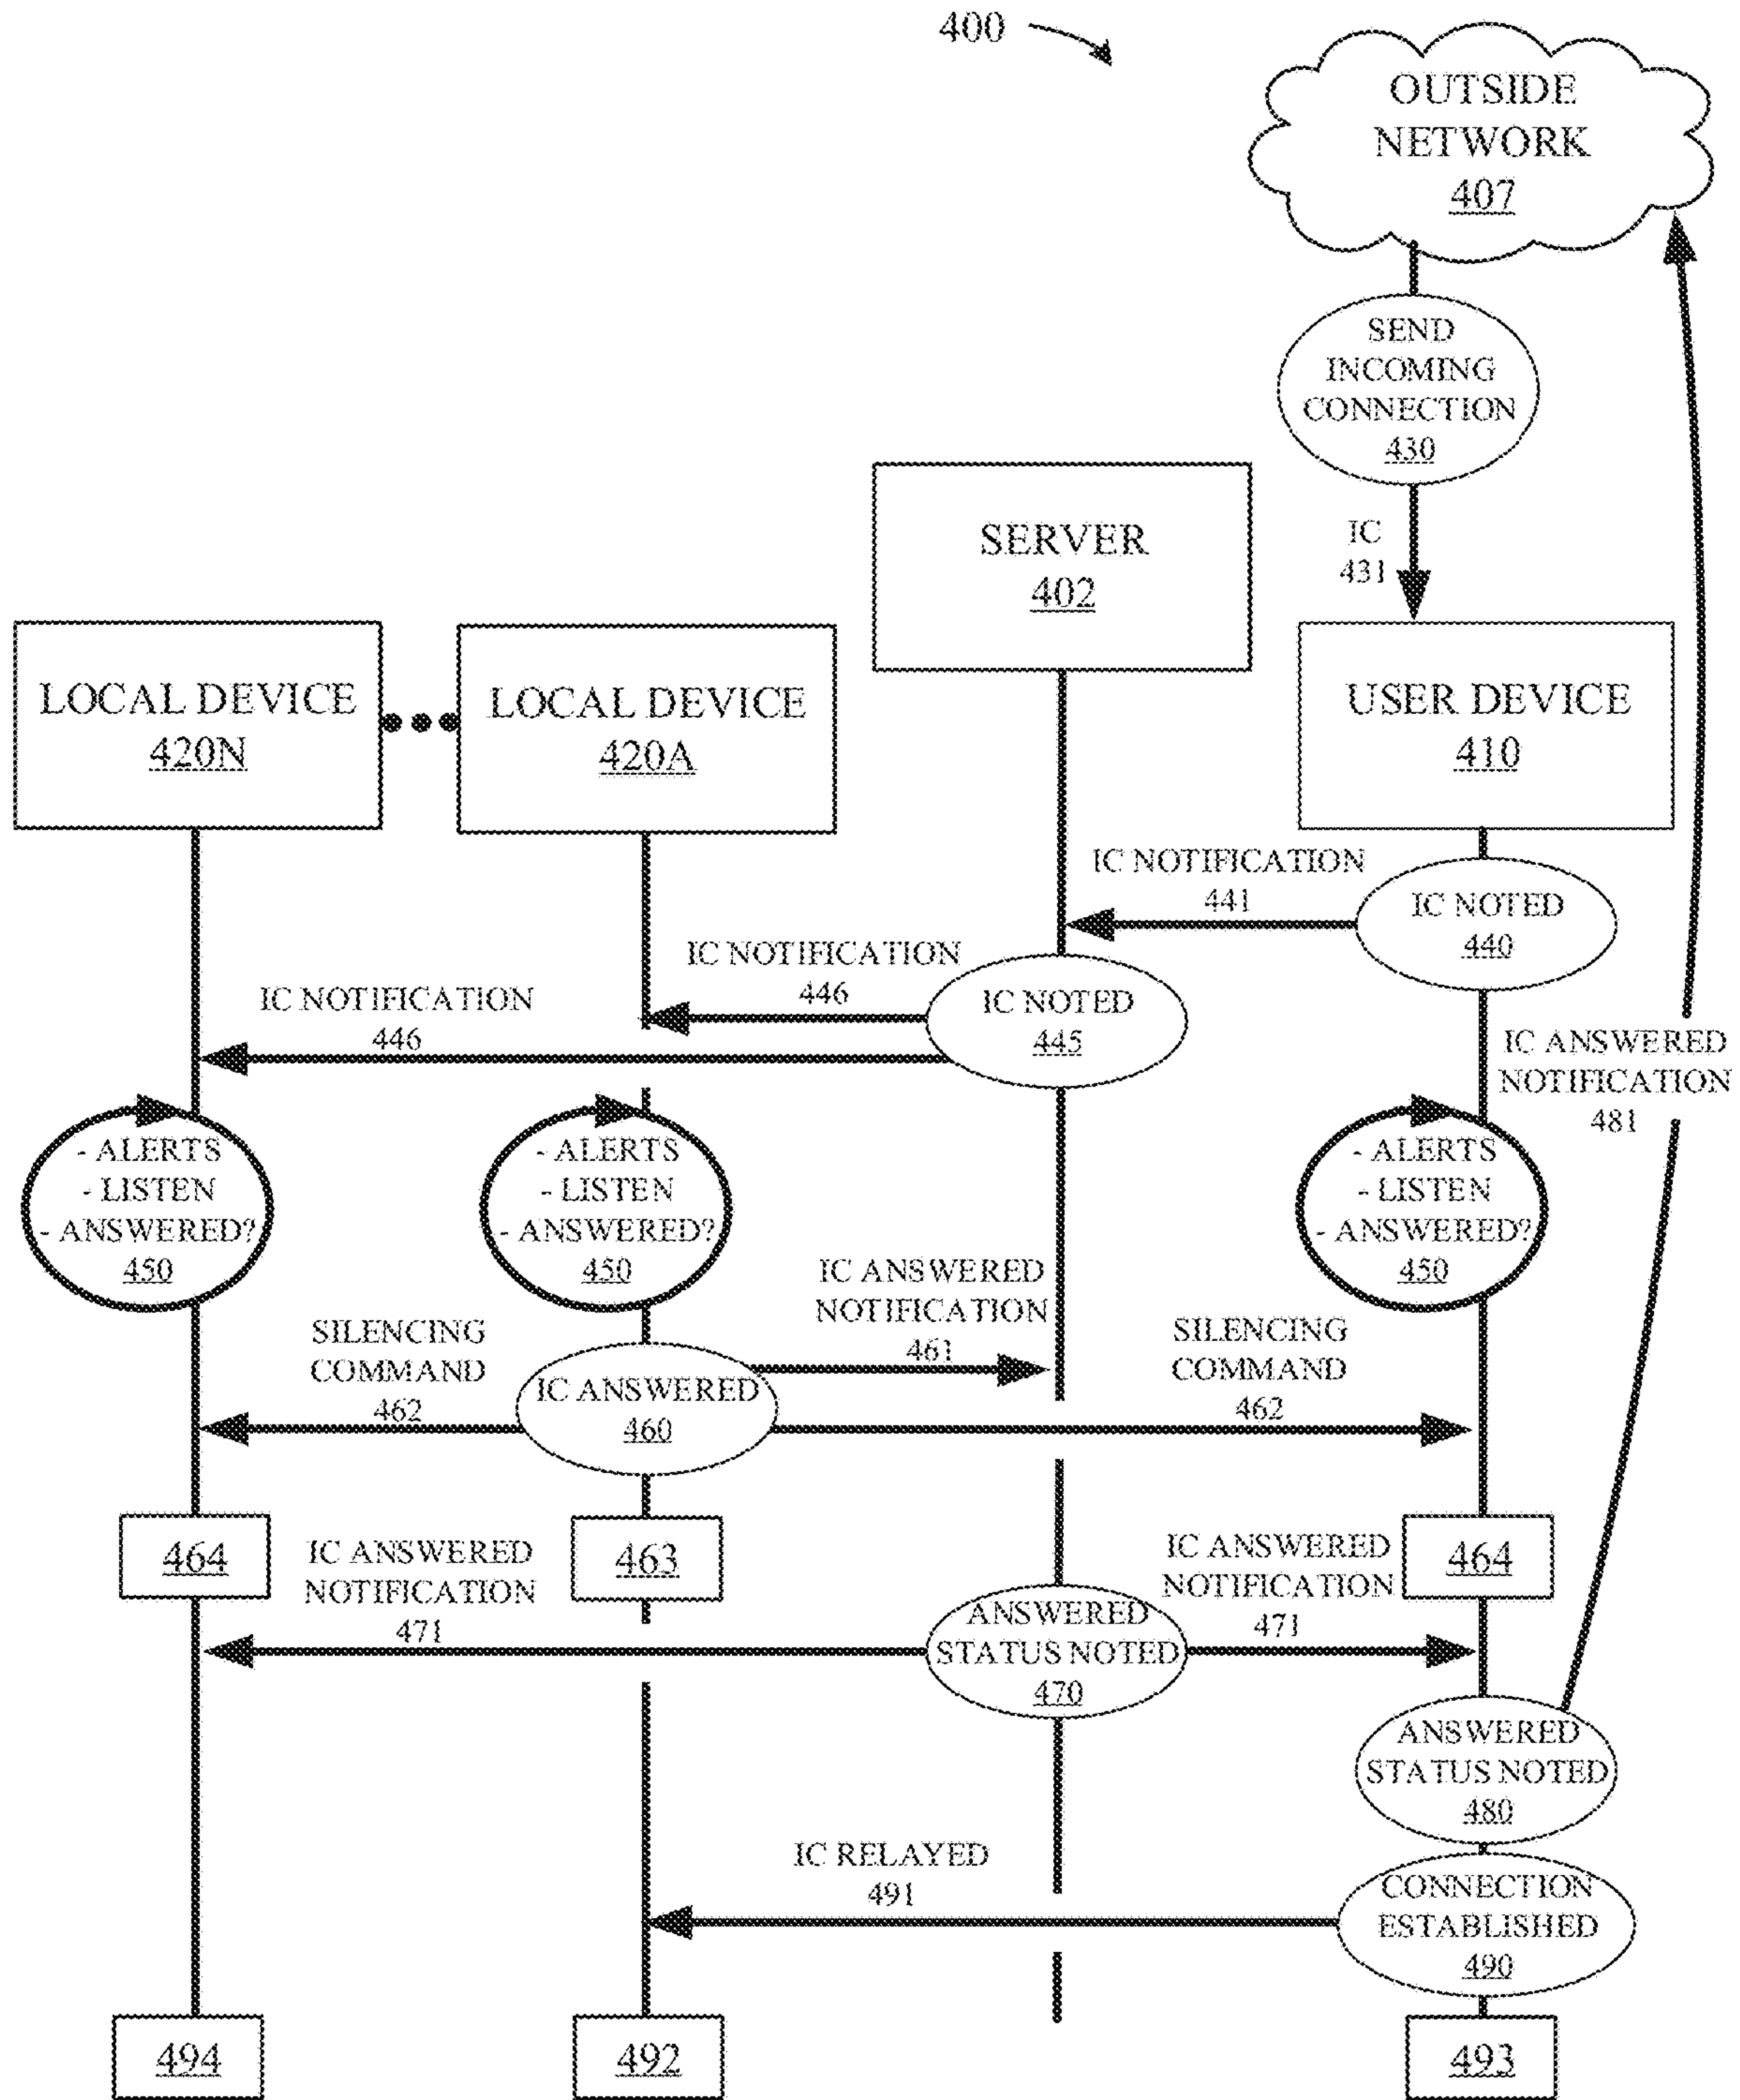 400
OUTSIDE
NETWORK
407
SEND
INCOMING
CONNECTION
430
IC
431
SERVER
402
LOCAL DEVICE
420N
LOCAL DEVICE
420A
USER DEVICE
410
IC NOTIFICATION
441
IC NOTED
440
IC NOTIFICATION
446
IC NOTED
445
IC NOTIFICATION
446
IC ANSWERED
NOTIFICATION
481
- ALERTS
- LISTEN
- ANSWERED?
450
- ALERTS
- LISTEN
- ANSWERED?
450
- ALERTS
- LISTEN
- ANSWERED?
450
IC ANSWERED
NOTIFICATION
461
SILENCING
COMMAND
462
IC ANSWERED
460
SILENCING
COMMAND
462
464
463
464
IC ANSWERED
NOTIFICATION
471
IC ANSWERED
NOTIFICATION
471
ANSWERED
STATUS NOTED
470
ANSWERED
STATUS NOTED
480
IC RELAYED
491
CONNECTION
ESTABLISHED
490
494
492
493